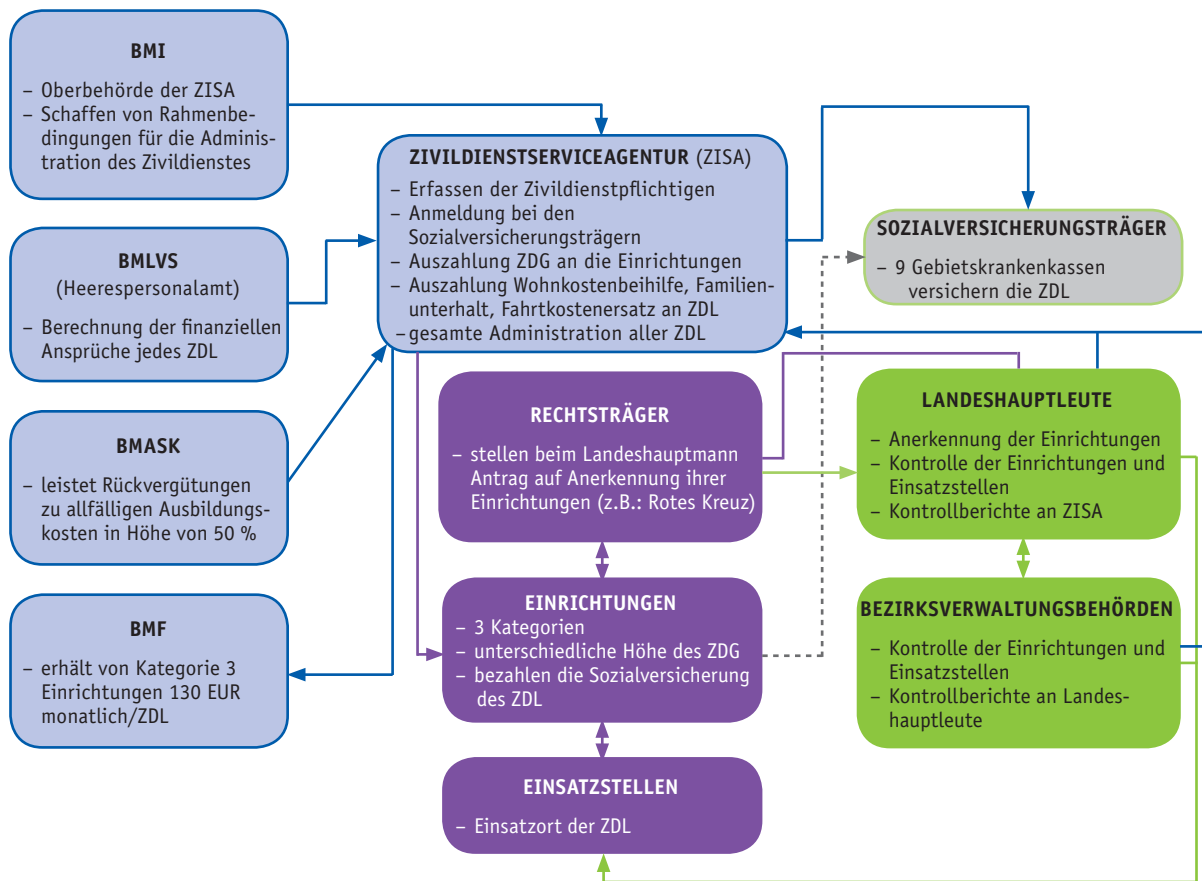 BMI
– Oberbehörde der ZISA
– Schaffen von Rahmenbe-
dingungen für die Adminis-
tration des Zivildienstes
BMLVS
(Heerespersonalamt)
– Berechnung der finanziellen
Ansprüche jedes ZDL
BMASK
– leistet Rückvergütungen
zu allfälligen Ausbildungs-
kosten in Höhe von 50 %
BMF
– erhält von Kategorie 3
Einrichtungen 130 EUR
monatlich/ZDL
ZIVILDIENSTSERVICEAGENTUR (ZISA)
– Erfassen der Zivildienstpflichtigen
– Anmeldung bei den
Sozialversicherungsträgern
– Auszahlung ZDG an die Einrichtungen
– Auszahlung Wohnkostenbeihilfe, Familien-
unterhalt, Fahrtkostenersatz an ZDL
– gesamte Administration aller ZDL
RECHTSTRÄGER
– stellen beim Landeshauptmann
Antrag auf Anerkennung ihrer
Einrichtungen (z.B.: Rotes Kreuz)
EINRICHTUNGEN
– 3 Kategorien
– unterschiedliche Höhe des ZDG
– bezahlen die Sozialversicherung
des ZDL
EINSATZSTELLEN
– Einsatzort der ZDL
SOZIALVERSICHERUNGSTRÄGER
– 9 Gebietskrankenkassen
versichern die ZDL
LANDESHAUPTLEUTE
– Anerkennung der Einrichtungen
– Kontrolle der Einrichtungen und
Einsatzstellen
– Kontrollberichte an ZISA
BEZIRKSVERWALTUNGSBEHÖRDEN
– Kontrolle der Einrichtungen und
Einsatzstellen
– Kontrollberichte an Landes-
hauptleute